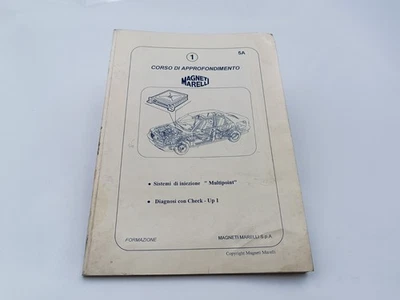 1
5A
CORSO DI APPROFONDIMENTO
MAGNETI
MARELLI
• Sistemi di iniezione " Multipoint"
• Diagnosi con Check - Up 1
FORMAZIONE
MAGNETI MARELLI S.p.A.
Copyright Magneti Marelli